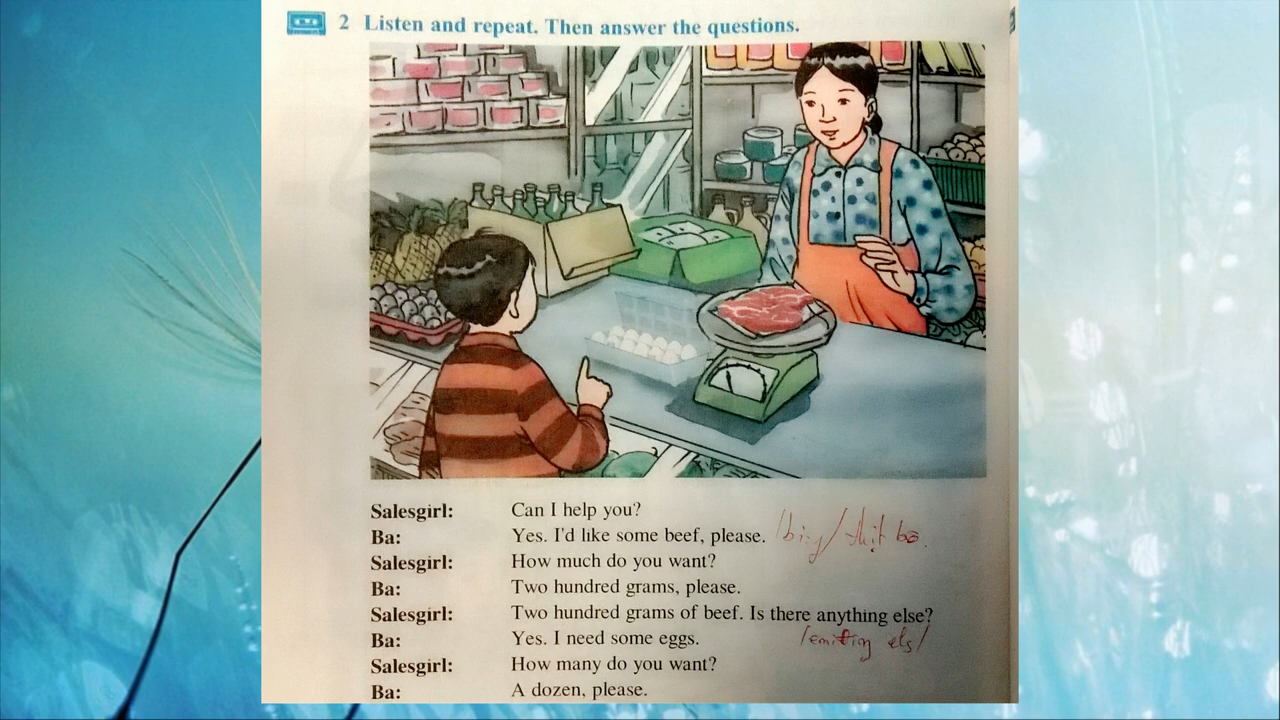 2 Listen and repeat. Then answer the questions.
Salesgirl: Can I help you?
Ba: Yes. I'd like some beef, please. thịt bò.
Salesgirl: How much do you want?
Ba: Two hundred grams, please.
Salesgirl: Two hundred grams of beef. Is there anything else?
Ba: Yes. I need some eggs.
Salesgirl: How many do you want?
Ba: A dozen, please.